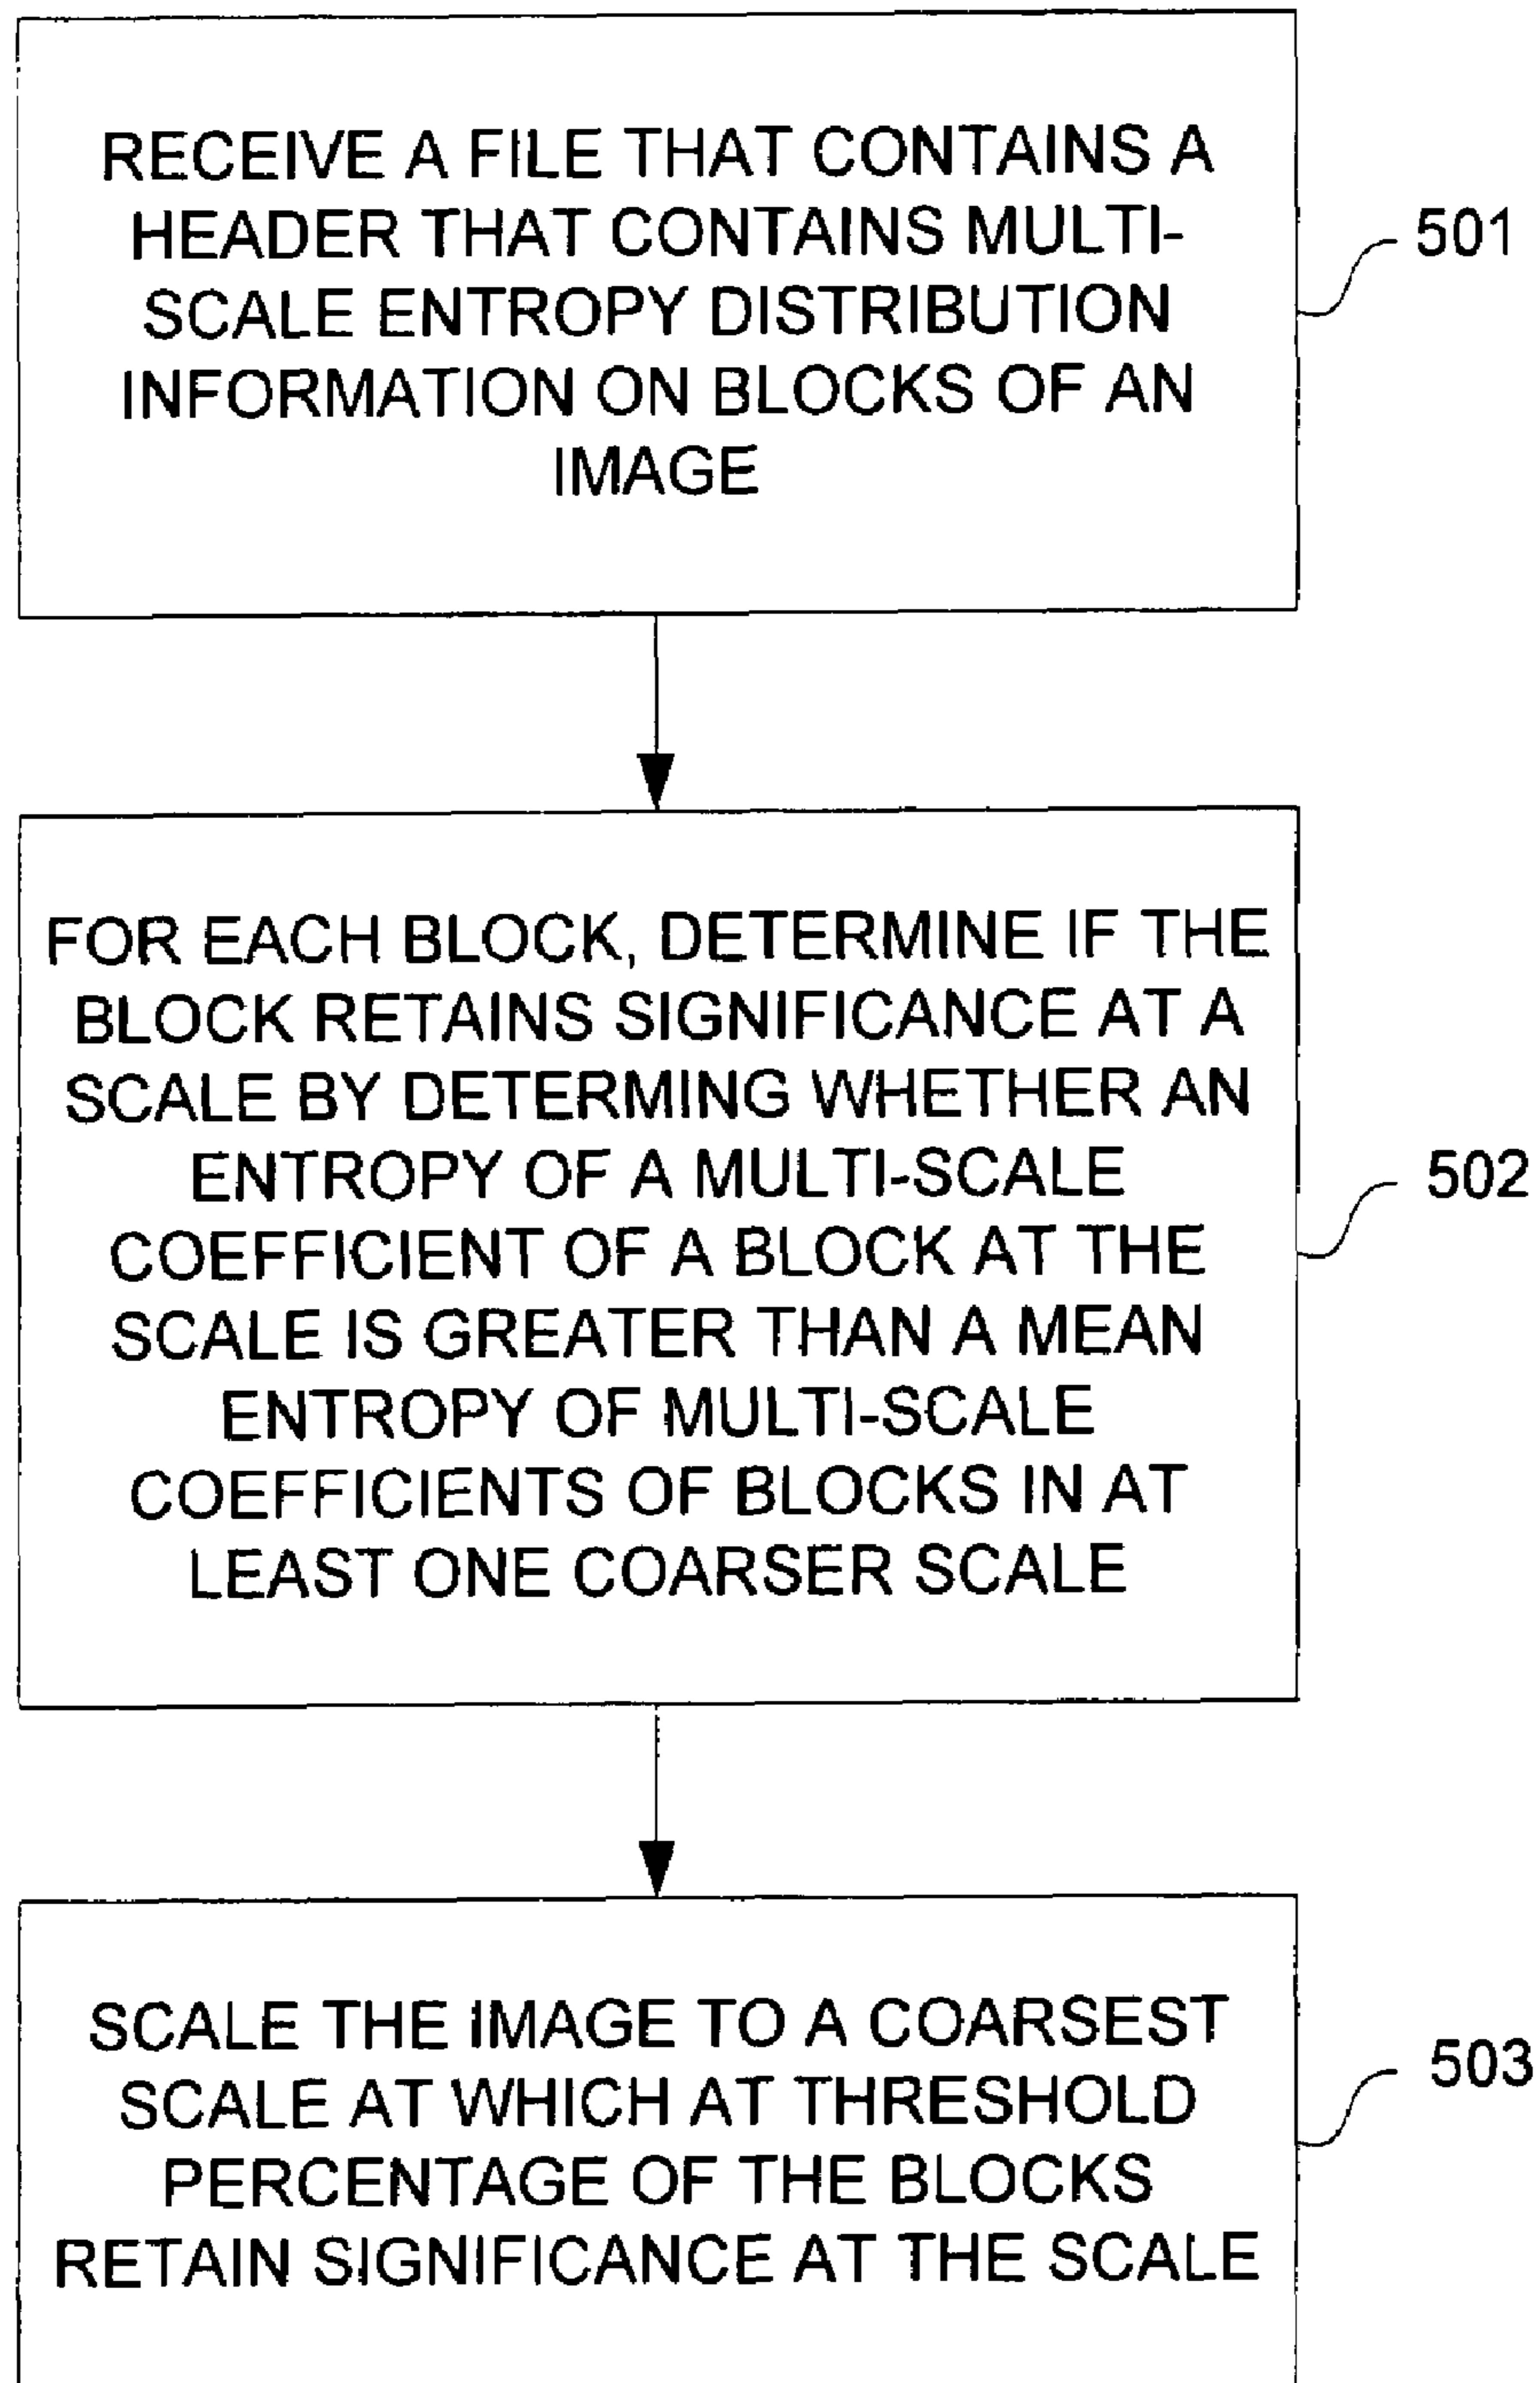 RECEIVE A FILE THAT CONTAINS A
HEADER THAT CONTAINS MULTI-
SCALE ENTROPY DISTRIBUTION
INFORMATION ON BLOCKS OF AN
IMAGE
501
FOR EACH BLOCK, DETERMINE IF THE
BLOCK RETAINS SIGNIFICANCE AT A
SCALE BY DETERMING WHETHER AN
ENTROPY OF A MULTI-SCALE
COEFFICIENT OF A BLOCK AT THE
SCALE IS GREATER THAN A MEAN
ENTROPY OF MULTI-SCALE
COEFFICIENTS OF BLOCKS IN AT
LEAST ONE COARSER SCALE
502
SCALE THE IMAGE TO A COARSEST
SCALE AT WHICH AT THRESHOLD
PERCENTAGE OF THE BLOCKS
RETAIN SIGNIFICANCE AT THE SCALE
503